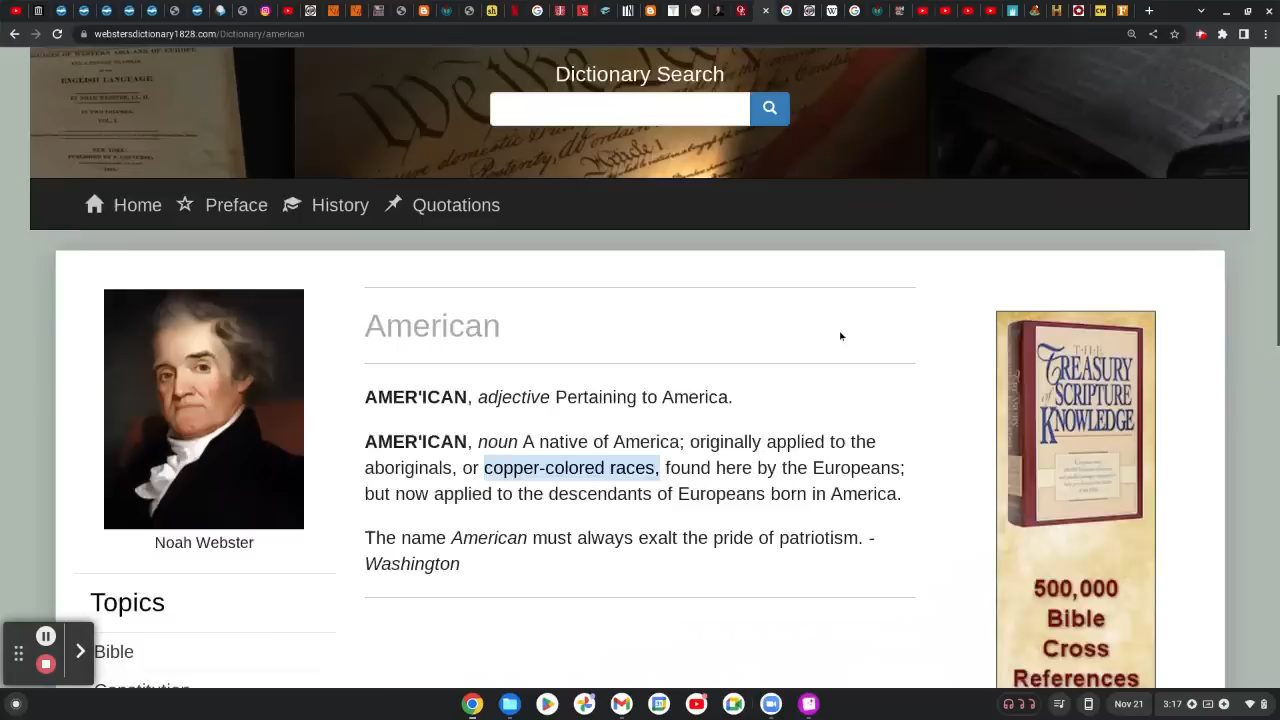 webstersdictionary1828.com/Dictionary/american
ENGLISH LANGUAGE
Dictionary Search
Article I
Home
Preface
History
Quotations
American
AMER'ICAN, adjective Pertaining to America.
AMER'ICAN, noun A native of America; originally applied to the
aboriginals, or copper-colored races, found here by the Europeans;
but now applied to the descendants of Europeans born in America.
The name American must always exalt the pride of patriotism. -
Washington
Noah Webster
Topics
Bible
Constitution
THE
TREASURY
of SCRIPTURE
KNOWLEDGE
500,000
Bible
Cross
References
Nov 21
3:17